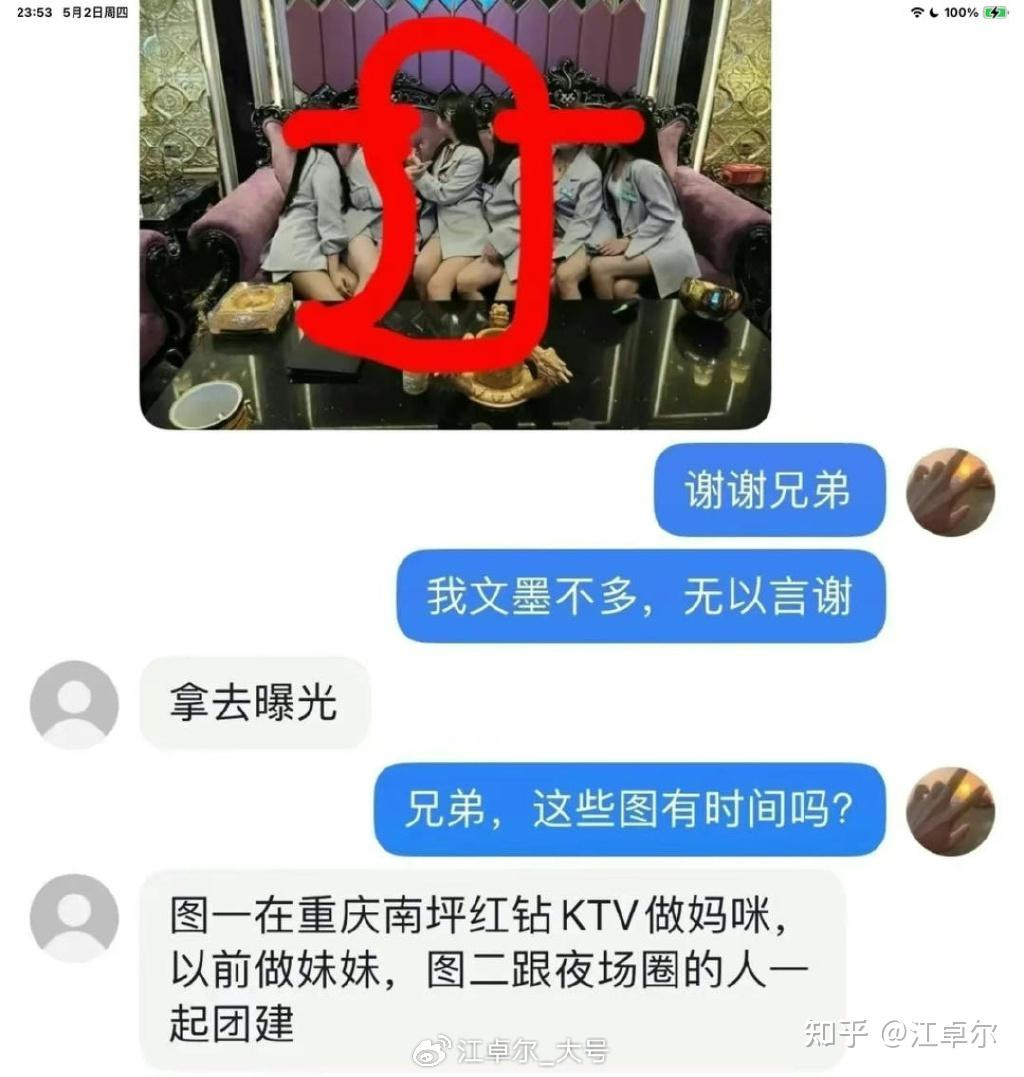 23:53 5月2日周四
100%
谢谢兄弟
我文墨不多，无以言谢
拿去曝光
兄弟，这些图有时间吗？
图一在重庆南坪红钻KTV做妈咪，
以前做妹妹，图二跟夜场圈的人一
起团建
知乎 @江卓尔
江卓尔_大号